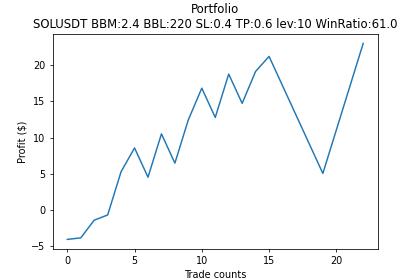 Portfolio
SOLUSDT BBM:2.4 BBL:220 SL:0.4 TP:0.6 lev:10 WinRatio:61.0
Profit ($)
20
15
10
5
0
−5
0
5
10
15
20
Trade counts